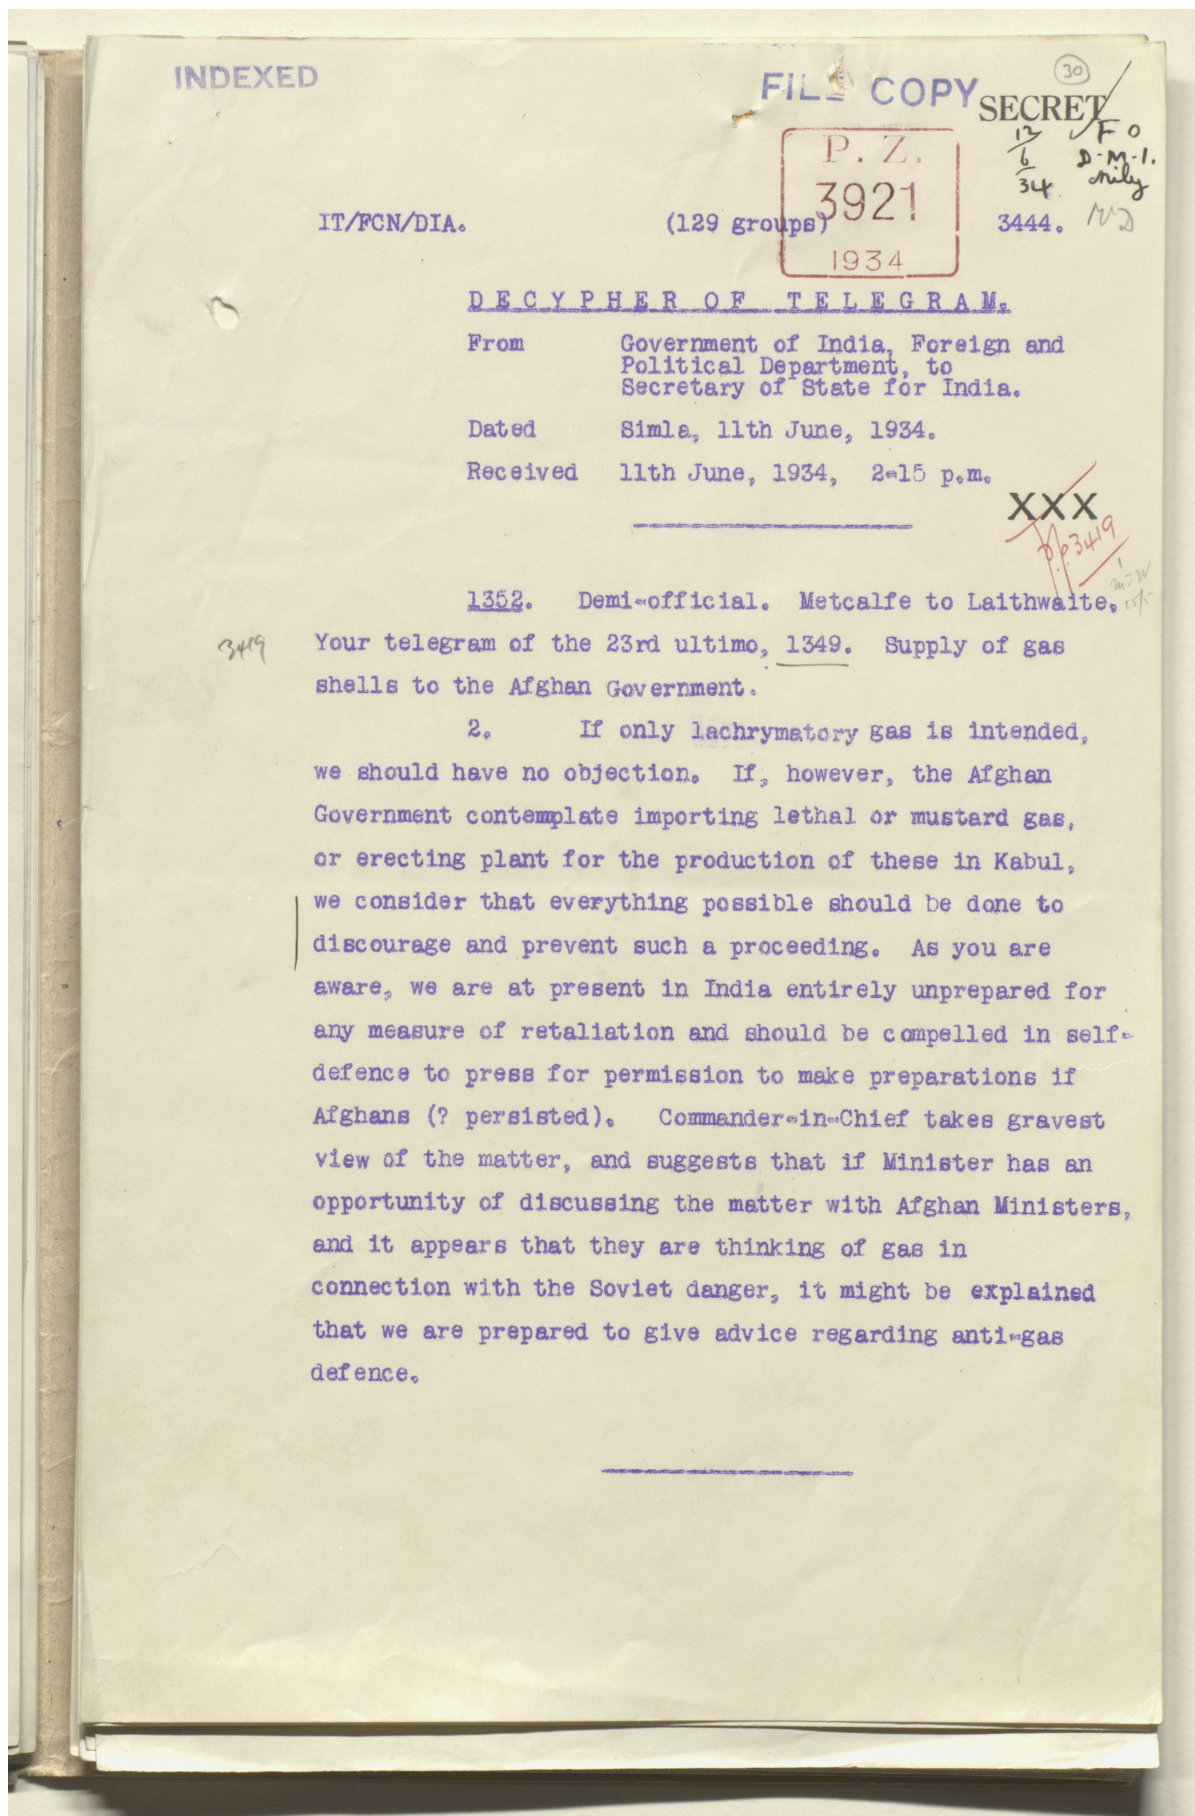 INDEXED
FILE COPY
30
SECRET
12/6/34
F O
D.M.I.
only
P. Z.
3921
1934
IT/FCN/DIA.
(129 groups)
3444.
DECYPHER OF TELEGRAM.
From Government of India, Foreign and
Political Department, to
Secretary of State for India.
Dated Simla, 11th June, 1934.
Received 11th June, 1934, 2-15 p.m.
XXX
p.p.3419
1352. Demi-official. Metcalfe to Laithwaite.
3419
Your telegram of the 23rd ultimo, 1349. Supply of gas
shells to the Afghan Government.
2. If only lachrymatory gas is intended,
we should have no objection. If, however, the Afghan
Government contemplate importing lethal or mustard gas,
or erecting plant for the production of these in Kabul,
we consider that everything possible should be done to
discourage and prevent such a proceeding. As you are
aware, we are at present in India entirely unprepared for
any measure of retaliation and should be compelled in self-
defence to press for permission to make preparations if
Afghans (? persisted). Commander-in-Chief takes gravest
view of the matter, and suggests that if Minister has an
opportunity of discussing the matter with Afghan Ministers,
and it appears that they are thinking of gas in
connection with the Soviet danger, it might be explained
that we are prepared to give advice regarding anti-gas
defence.